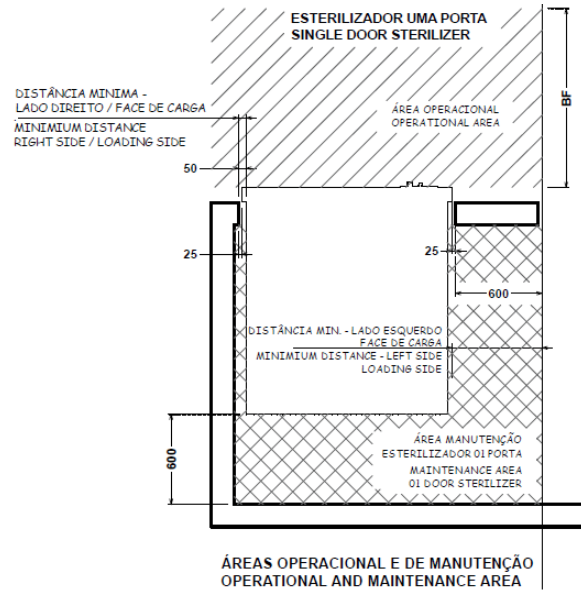 ESTERILIZADOR UMA PORTA
SINGLE DOOR STERILIZER
DISTÂNCIA MINIMA -
LADO DIREITO / FACE DE CARGA
MINIMIUM DISTANCE
RIGHT SIDE / LOADING SIDE
ÁREA OPERACIONAL
OPERATIONAL AREA
BF
50
25
25
600
DISTÂNCIA MIN. - LADO ESQUERDO
FACE DE CARGA
MINIMIUM DISTANCE - LEFT SIDE
LOADING SIDE
600
ÁREA MANUTENÇÃO
ESTERILIZADOR 01 PORTA
MAINTENANCE AREA
01 DOOR STERILIZER
ÁREAS OPERACIONAL E DE MANUTENÇÃO
OPERATIONAL AND MAINTENANCE AREA